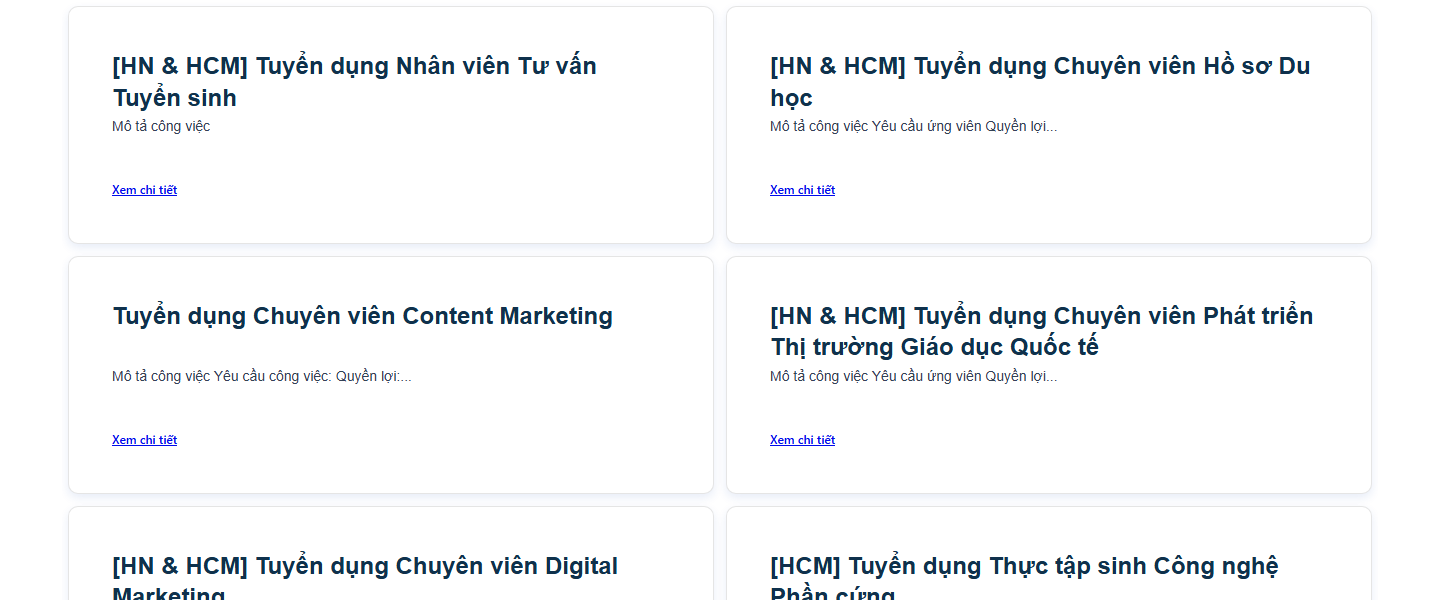 [HN & HCM] Tuyển dụng Nhân viên Tư vấn
Tuyển sinh
Mô tả công việc
Xem chi tiết
[HN & HCM] Tuyển dụng Chuyên viên Hồ sơ Du
học
Mô tả công việc Yêu cầu ứng viên Quyền lợi...
Xem chi tiết
Tuyển dụng Chuyên viên Content Marketing
Mô tả công việc Yêu cầu công việc: Quyền lợi:...
Xem chi tiết
[HN & HCM] Tuyển dụng Chuyên viên Phát triển
Thị trường Giáo dục Quốc tế
Mô tả công việc Yêu cầu ứng viên Quyền lợi...
Xem chi tiết
[HN & HCM] Tuyển dụng Chuyên viên Digital
Marketing
[HCM] Tuyển dụng Thực tập sinh Công nghệ
Phần cứng